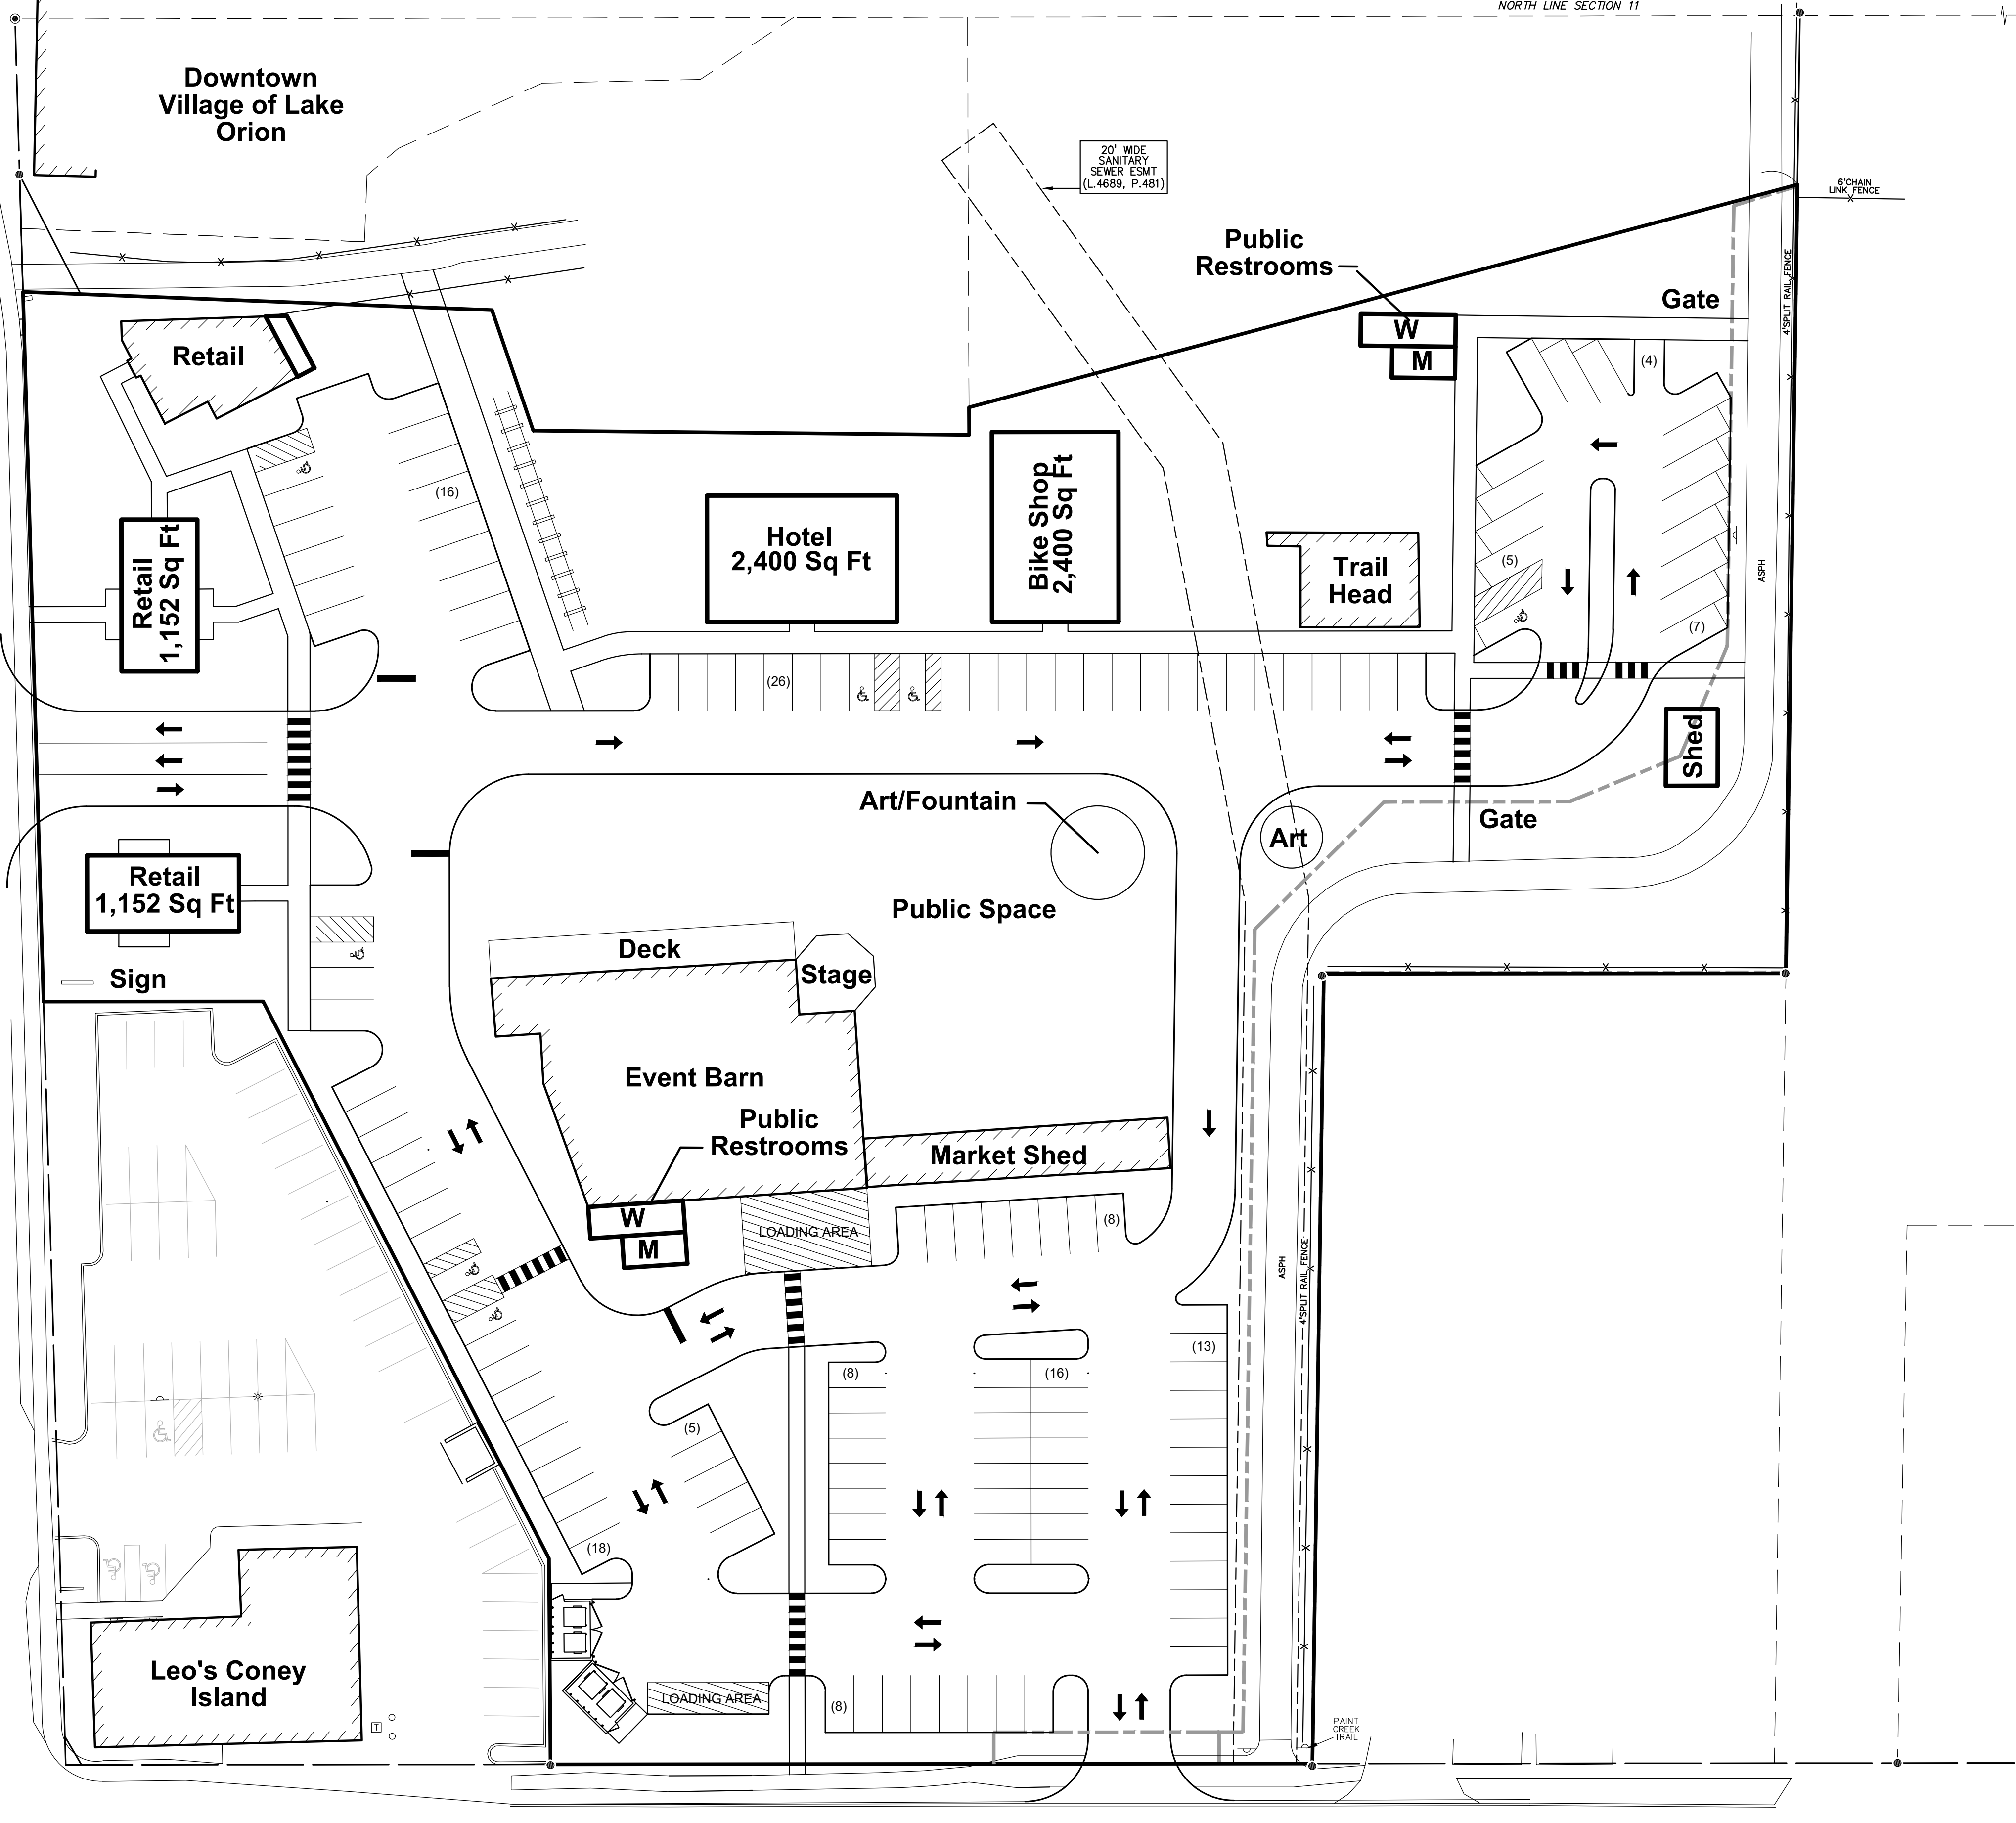 NORTH LINE SECTION 11
Downtown
Village of Lake
Orion
20' WIDE
SANITARY
SEWER ESMT
(L.4689, P.481)
6'CHAIN
LINK FENCE
Public
Restrooms
Gate
4'SPLIT RAIL FENCE
W
M
Retail
(4)
(16)
Hotel
2,400 Sq Ft
Bike Shop
2,400 Sq Ft
Trail
Head
(5)
ASPH
(7)
Retail
1,152 Sq Ft
(26)
Shed
Art/Fountain
Gate
Art
Retail
1,152 Sq Ft
Public Space
Deck
Stage
Sign
Event Barn
Public
Restrooms
Market Shed
W
M
LOADING AREA
(8)
ASPH
4'SPLIT RAIL FENCE
(13)
(8)
(16)
(5)
(18)
Leo's Coney
Island
LOADING AREA
(8)
T
PAINT
CREEK
TRAIL